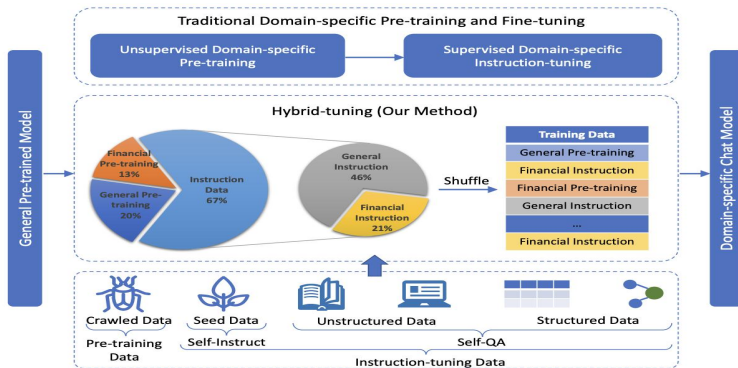 Traditional Domain-specific Pre-training and Fine-tuning
Unsupervised Domain-specific
Pre-training
Supervised Domain-specific
Instruction-tuning
General Pre-trained Model
Hybrid-tuning (Our Method)
Financial
Pre-training
13%
General Pre-
training
20%
Instruction
Data
67%
General
Instruction
46%
Financial
Instruction
21%
Shuffle
Training Data
General Pre-training
Financial Instruction
Financial Pre-training
General Instruction
...
Financial Instruction
Domain-specific Chat Model
Crawled Data
Seed Data
Unstructured Data
Structured Data
Pre-training
Data
Self-Instruct
Self-QA
Instruction-tuning Data